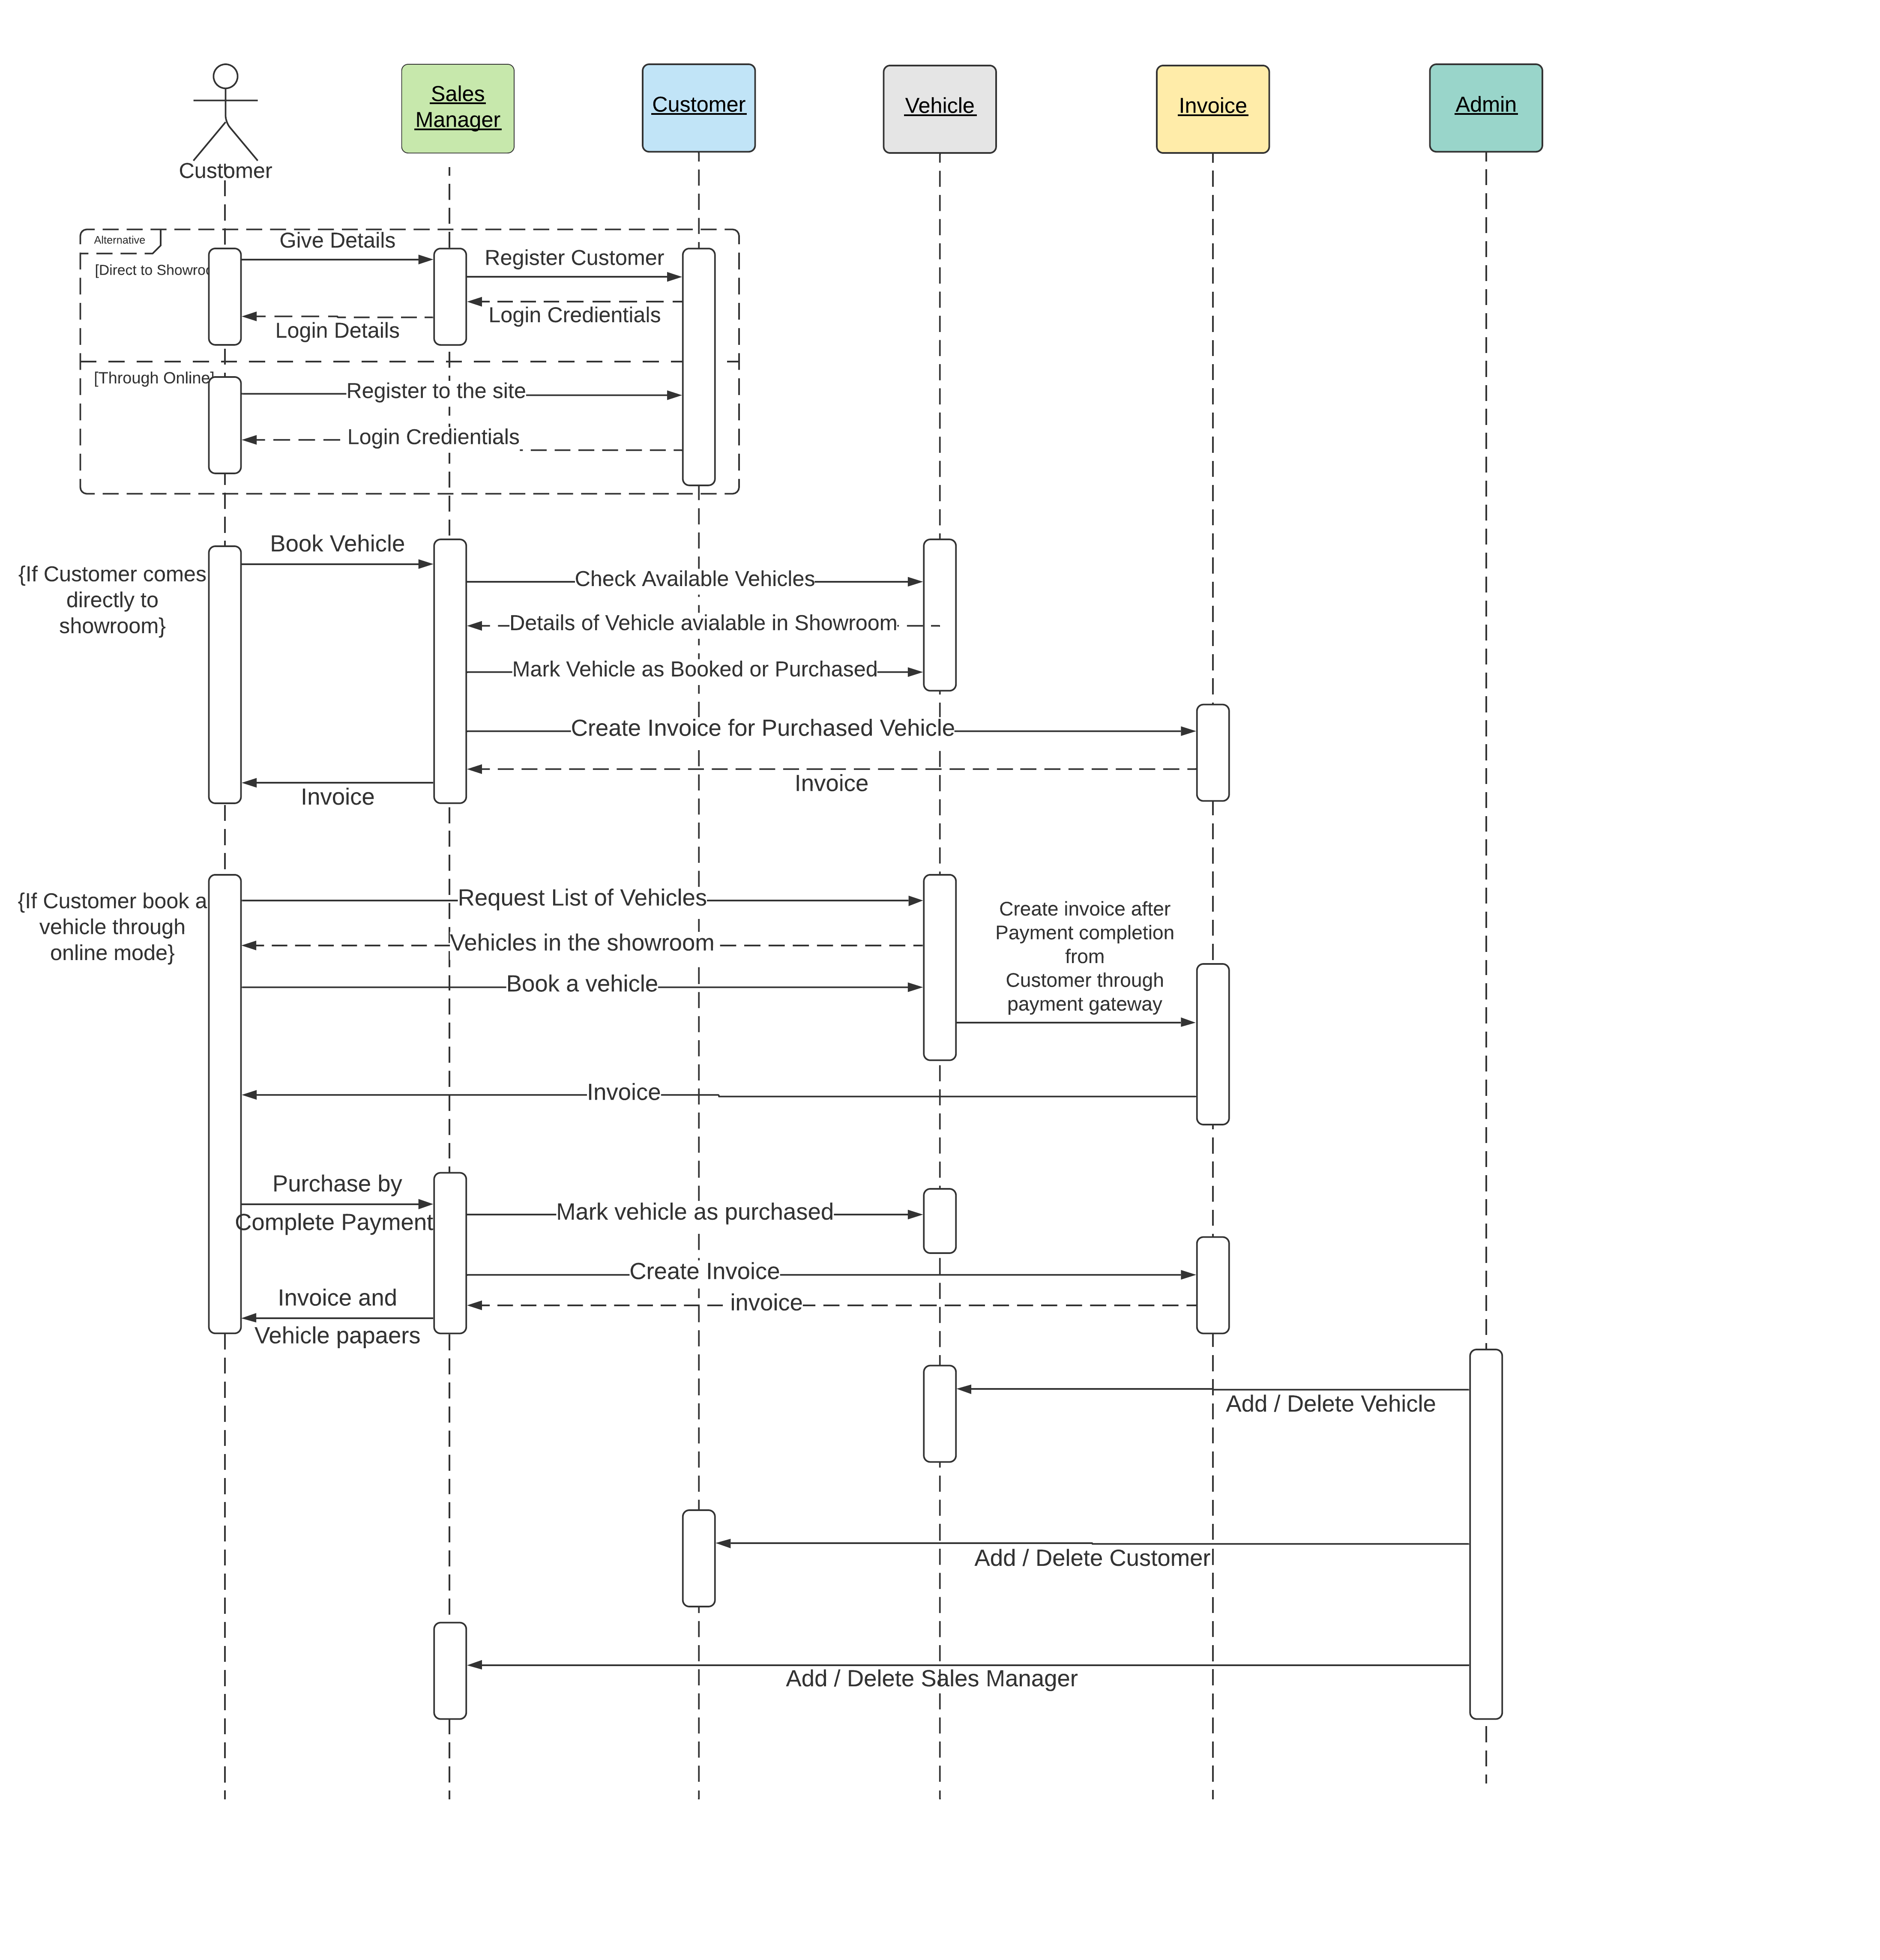 Customer
Sales
Manager
Customer
Vehicle
Invoice
Admin
Alternative
[Direct to Showroo
Give Details
Register Customer
Login Credientials
Login Details
[Through Online]
Register to the site
Login Credientials
{If Customer comes
directly to
showroom}
Book Vehicle
Check Available Vehicles
Details of Vehicle avialable in Showroom
Mark Vehicle as Booked or Purchased
Create Invoice for Purchased Vehicle
Invoice
Invoice
{If Customer book a
vehicle through
online mode}
Request List of Vehicles
Vehicles in the showroom
Book a vehicle
Create invoice after
Payment completion
from
Customer through
payment gateway
Invoice
Purchase by
Complete Payment
Mark vehicle as purchased
Create Invoice
invoice
Invoice and
Vehicle papaers
Add / Delete Vehicle
Add / Delete Customer
Add / Delete Sales Manager